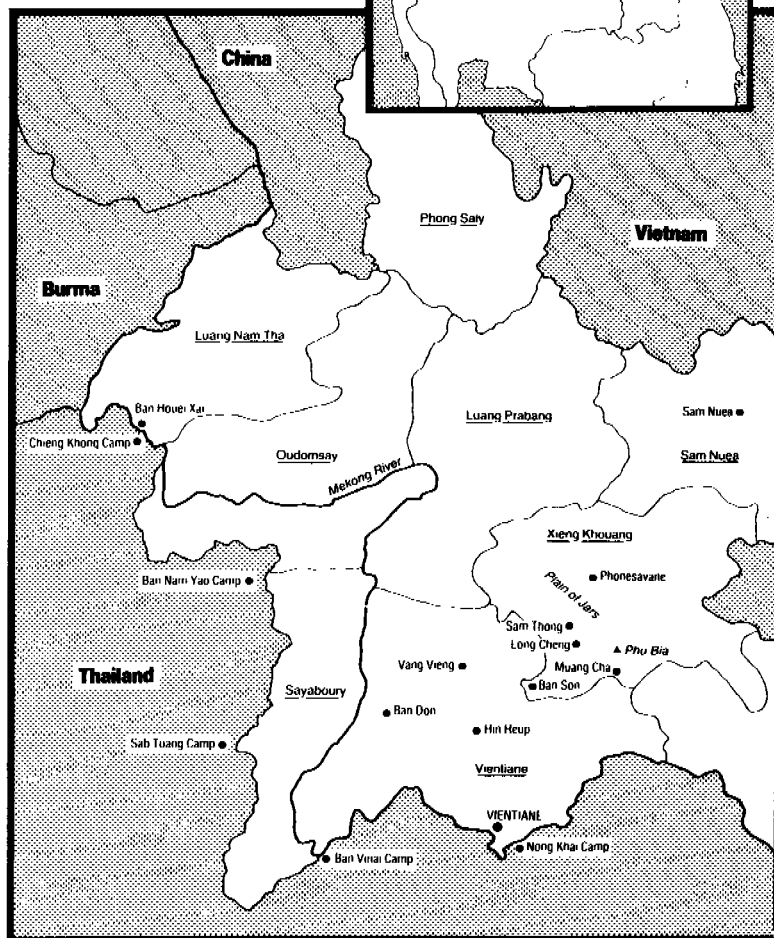 China
Phong Saly
Vietnam
Burma
Luang Nam Tha
Ban Houei Xai
Chieng Khong Camp
Luang Prabang
Sam Nuea
Sam Nuea
Oudomsay
Mekong River
Xieng Khouang
Ban Nam Yao Camp
Phonesavane
Plain of Jars
Sam Thong
Long Cheng
Phu Bia
Thailand
Vang Vieng
Muang Cha
Ban Son
Sayaboury
Ban Don
Hin Heup
Sab Tuang Camp
Vientiane
VIENTIANE
Nong Khai Camp
Ban Vinai Camp